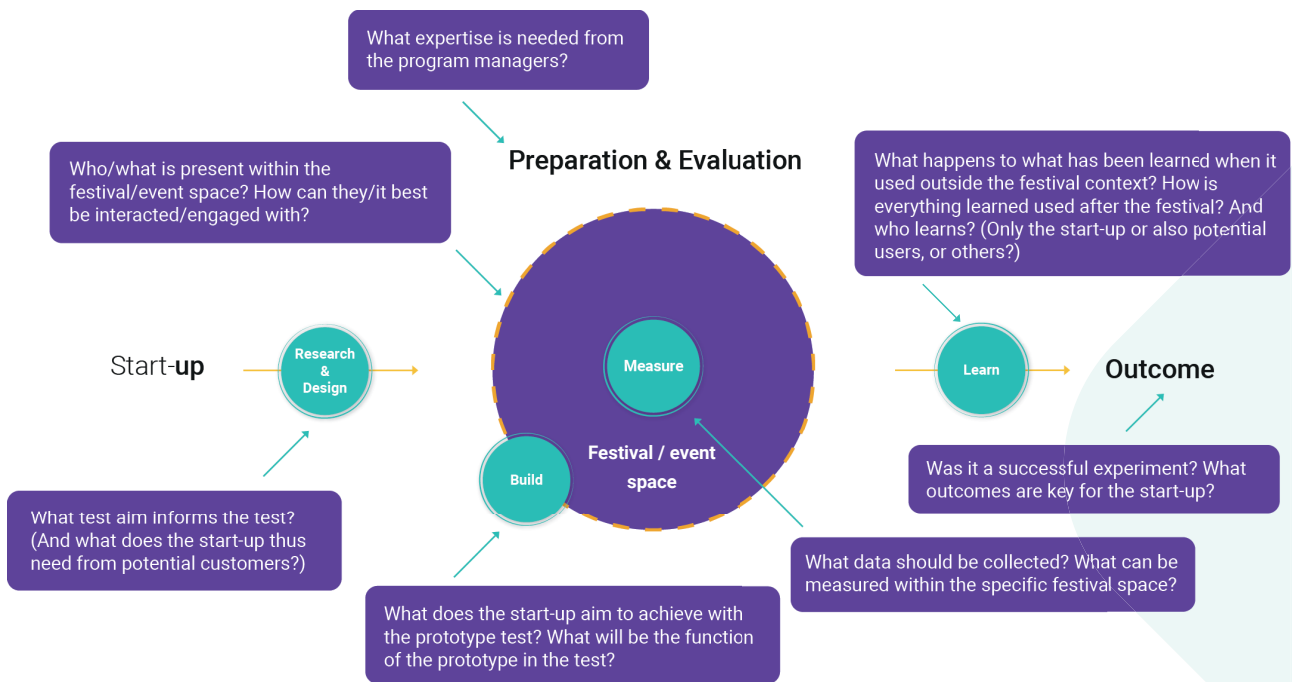 What expertise is needed from
the program managers?
Preparation & Evaluation
Who/what is present within the
festival/event space? How can they/it best
be interacted/engaged with?
What happens to what has been learned when it
used outside the festival context? How is
everything learned used after the festival? And
who learns? (Only the start-up or also potential
users, or others?)
Start-up
Research
&
Design
Measure
Learn
Outcome
Build
Festival / event
space
Was it a successful experiment? What
outcomes are key for the start-up?
What test aim informs the test?
(And what does the start-up thus
need from potential customers?)
What data should be collected? What can be
measured within the specific festival space?
What does the start-up aim to achieve with
the prototype test? What will be the function
of the prototype in the test?